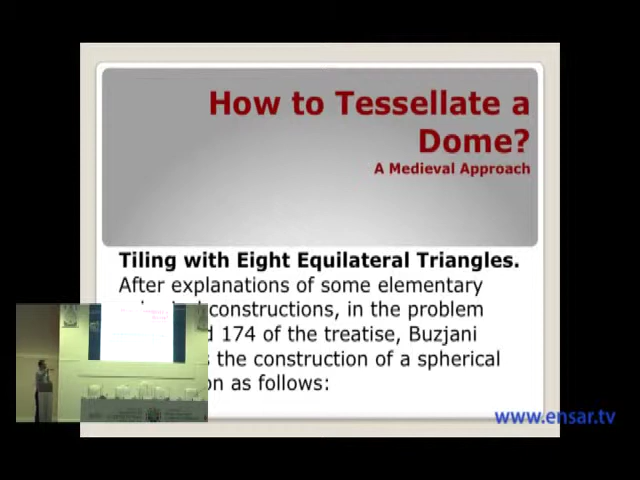 How to Tessellate a
Dome?
A Medieval Approach
Tiling with Eight Equilateral Triangles.
After explanations of some elementary
constructions, in the problem
174 of the treatise, Buzjani
the construction of a spherical
as follows:
www.ensar.tv